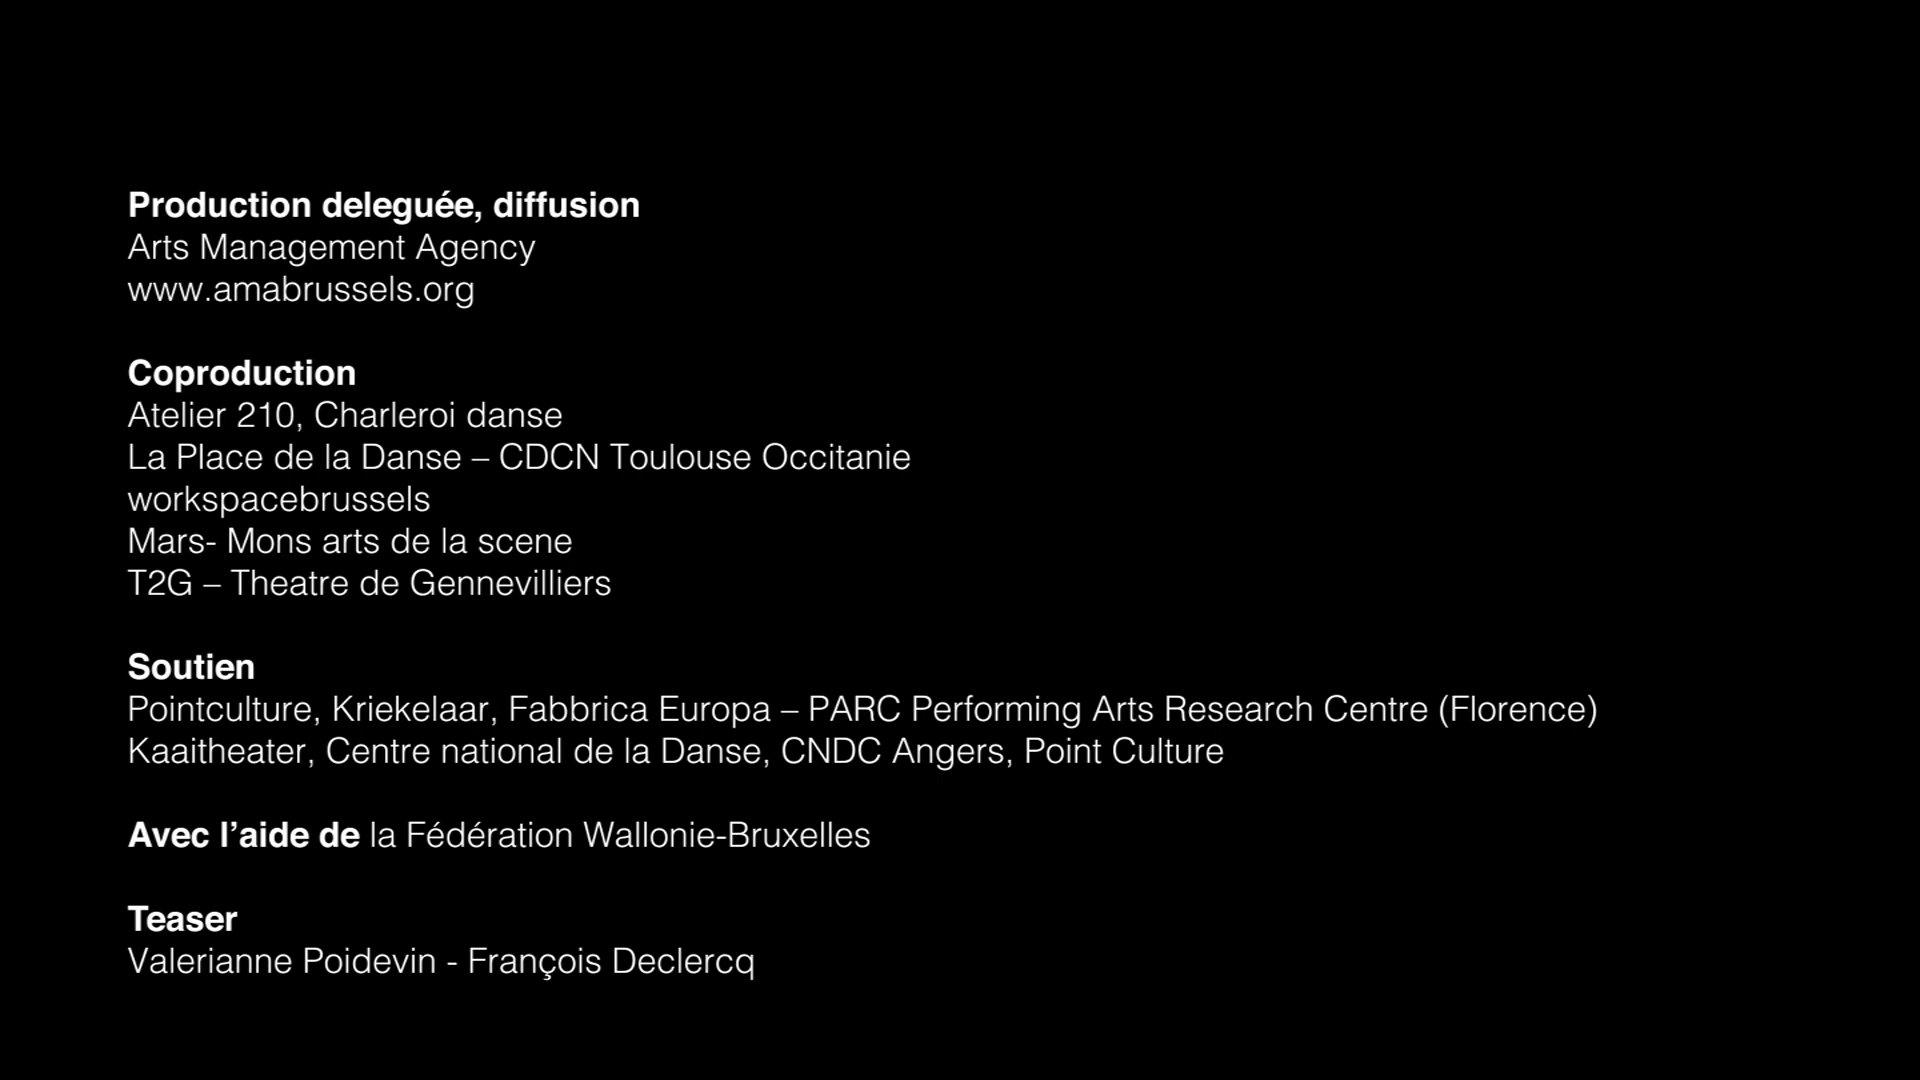 Production deleguée, diffusion
Arts Management Agency
www.amabrussels.org
Coproduction
Atelier 210, Charleroi danse
La Place de la Danse – CDCN Toulouse Occitanie
workspacebrussels
Mars- Mons arts de la scene
T2G – Theatre de Gennevilliers
Soutien
Pointculture, Kriekelaar, Fabbrica Europa – PARC Performing Arts Research Centre (Florence)
Kaaitheater, Centre national de la Danse, CNDC Angers, Point Culture
Avec l’aide de la Fédération Wallonie-Bruxelles
Teaser
Valerianne Poidevin - François Declercq